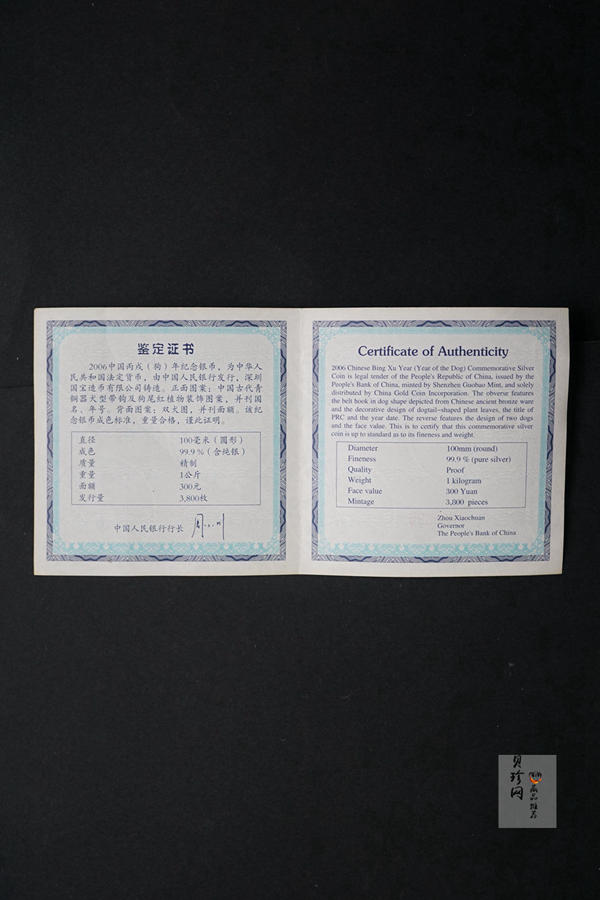 鉴定证书
2006中国丙戌（狗）年纪念银币，为中华人
民共和国法定货币，由中国人民银行发行，深圳
国宝造币有限公司铸造。正面图案：中国古代青
铜器犬型带钩及狗尾红植物装饰图案，并刊国
名、年号。背面图案：双犬图，并刊面额。该纪
念银币成色标准，重量合格，谨此证明。
直径 100毫米（圆形）
成色 99.9％（含纯银）
质量 精制
重量 1公斤
面额 300元
发行量 3,800枚
中国人民银行行长
Certificate of Authenticity
2006 Chinese Bing Xu Year (Year of the Dog) Commemorative Silver
Coin is legal tender of the People's Republic of China, issued by the
People's Bank of China, minted by Shenzhen Guobao Mint, and solely
distributed by China Gold Coin Incorporation. The obverse features
the belt hook in dog shape depicted from Chinese ancient bronze ware
and the decorative design of dogtail-shaped plant leaves, the title of
PRC and the year date. The reverse features the design of two dogs
and the face value. This is to certify that this commemorative silver
coin is up to standard as to its fineness and weight.
Diameter 100mm (round)
Fineness 99.9 % (pure silver)
Quality Proof
Weight 1 kilogram
Face value 300 Yuan
Mintage 3,800 pieces
Zhou Xiaochuan
Governor
The People's Bank of China
贝珍网
藏品推荐